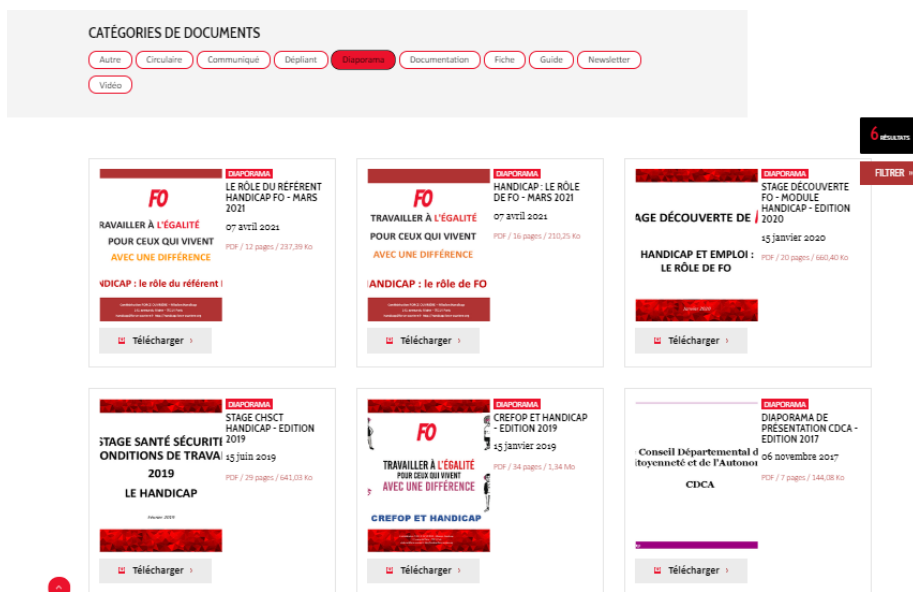 CATÉGORIES DE DOCUMENTS
Autre
Circulaire
Communiqué
Dépliant
Diaporama
Documentation
Fiche
Guide
Newsletter
Vidéo
6 RÉSULTATS
FILTRER »
FO
RAVAILLER À L'ÉGALITÉ
POUR CEUX QUI VIVENT
AVEC UNE DIFFÉRENCE
NDICAP : le rôle du référent
DIAPORAMA
LE RÔLE DU RÉFÉRENT
HANDICAP FO - MARS
2021
07 avril 2021
PDF / 12 pages / 237,39 Ko
Télécharger ›
FO
TRAVAILLER À L'ÉGALITÉ
POUR CEUX QUI VIVENT
AVEC UNE DIFFÉRENCE
ANDICAP : le rôle de FO
DIAPORAMA
HANDICAP : LE RÔLE
DE FO - MARS 2021
07 avril 2021
PDF / 16 pages / 210,25 Ko
Télécharger ›
AGE DÉCOUVERTE DE
HANDICAP ET EMPLOI :
LE RÔLE DE FO
Janvier 2020
DIAPORAMA
STAGE DÉCOUVERTE
FO - MODULE
HANDICAP - EDITION
2020
15 janvier 2020
PDF / 20 pages / 660,40 Ko
Télécharger ›
STAGE SANTÉ SÉCURITÉ
ONDITIONS DE TRAVA
2019
LE HANDICAP
Février 2019
DIAPORAMA
STAGE CHSCT
HANDICAP - EDITION
2019
15 juin 2019
PDF / 29 pages / 641,03 Ko
Télécharger ›
FO
TRAVAILLER À L'ÉGALITÉ
POUR CEUX QUI VIVENT
AVEC UNE DIFFÉRENCE
CREFOP ET HANDICAP
DIAPORAMA
CREFOP ET HANDICAP
- EDITION 2019
15 janvier 2019
PDF / 34 pages / 1,34 Mo
Télécharger ›
Conseil Départemental d
itoyenneté et de l'Autonor
CDCA
DIAPORAMA
DIAPORAMA DE
PRÉSENTATION CDCA -
EDITION 2017
06 novembre 2017
PDF / 7 pages / 144,08 Ko
Télécharger ›